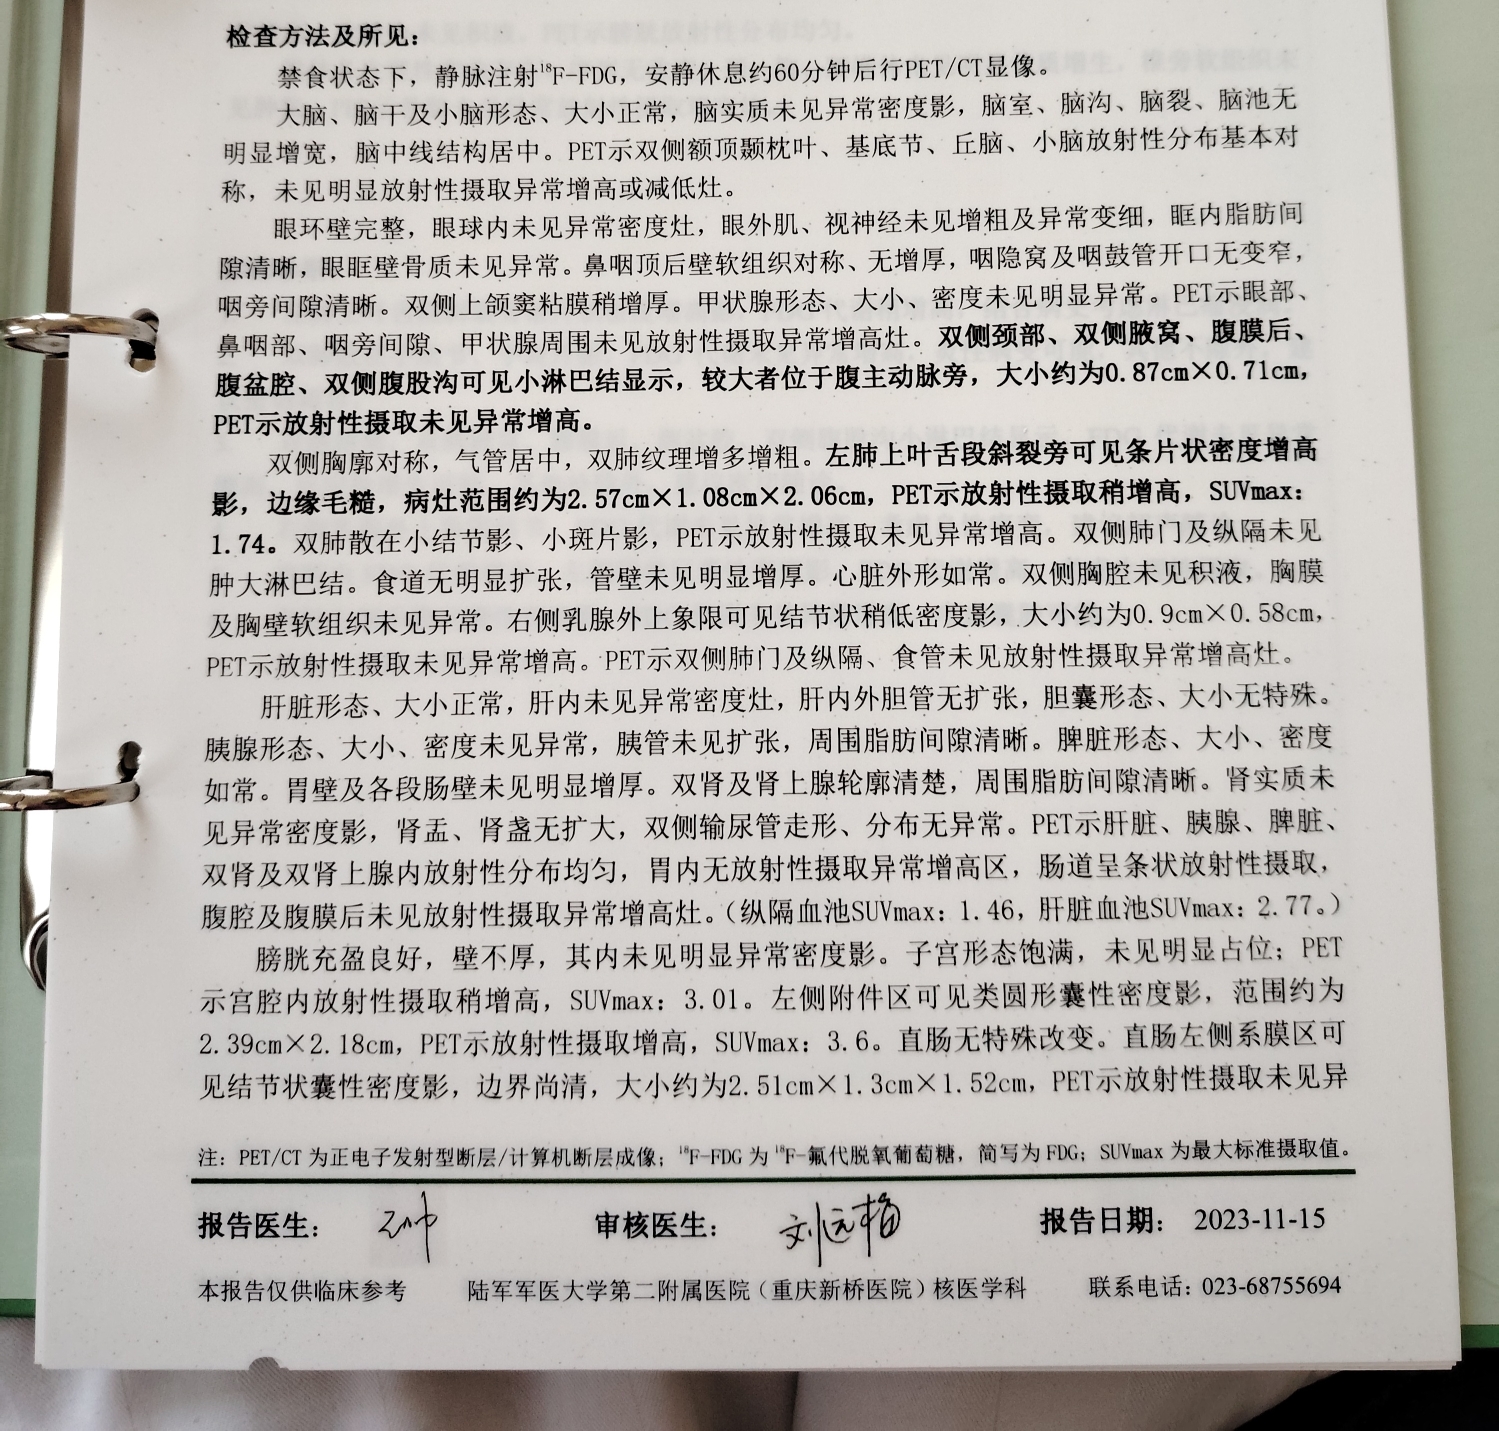 检查方法及所见：
禁食状态下，静脉注射¹⁸F-FDG，安静休息约60分钟后行PET/CT显像。
大脑、脑干及小脑形态、大小正常，脑实质未见异常密度影，脑室、脑沟、脑裂、脑池无
明显增宽，脑中线结构居中。PET示双侧额顶颞枕叶、基底节、丘脑、小脑放射性分布基本对
称，未见明显放射性摄取异常增高或减低灶。
眼环壁完整，眼球内未见异常密度灶，眼外肌、视神经未见增粗及异常变细，眶内脂肪间
隙清晰，眼眶壁骨质未见异常。鼻咽顶后壁软组织对称、无增厚，咽隐窝及咽鼓管开口无变窄，
咽旁间隙清晰。双侧上颌窦粘膜稍增厚。甲状腺形态、大小、密度未见明显异常。PET示眼部、
鼻咽部、咽旁间隙、甲状腺周围未见放射性摄取异常增高灶。双侧颈部、双侧腋窝、腹膜后、
腹盆腔、双侧腹股沟可见小淋巴结显示，较大者位于腹主动脉旁，大小约为0.87cm×0.71cm，
PET示放射性摄取未见异常增高。
双侧胸廓对称，气管居中，双肺纹理增多增粗。左肺上叶舌段斜裂旁可见条片状密度增高
影，边缘毛糙，病灶范围约为2.57cm×1.08cm×2.06cm，PET示放射性摄取稍增高，SUVmax：
1.74。双肺散在小结节影、小斑片影，PET示放射性摄取未见异常增高。双侧肺门及纵隔未见
肿大淋巴结。食道无明显扩张，管壁未见明显增厚。心脏外形如常。双侧胸腔未见积液，胸膜
及胸壁软组织未见异常。右侧乳腺外上象限可见结节状稍低密度影，大小约为0.9cm×0.58cm，
PET示放射性摄取未见异常增高。PET示双侧肺门及纵隔、食管未见放射性摄取异常增高灶。
肝脏形态、大小正常，肝内未见异常密度灶，肝内外胆管无扩张，胆囊形态、大小无特殊。
胰腺形态、大小、密度未见异常，胰管未见扩张，周围脂肪间隙清晰。脾脏形态、大小、密度
如常。胃壁及各段肠壁未见明显增厚。双肾及肾上腺轮廓清楚，周围脂肪间隙清晰。肾实质未
见异常密度影，肾盂、肾盏无扩大，双侧输尿管走形、分布无异常。PET示肝脏、胰腺、脾脏、
双肾及双肾上腺内放射性分布均匀，胃内无放射性摄取异常增高区，肠道呈条状放射性摄取，
腹腔及腹膜后未见放射性摄取异常增高灶。（纵隔血池SUVmax：1.46，肝脏血池SUVmax：2.77。）
膀胱充盈良好，壁不厚，其内未见明显异常密度影。子宫形态饱满，未见明显占位；PET
示宫腔内放射性摄取稍增高，SUVmax：3.01。左侧附件区可见类圆形囊性密度影，范围约为
2.39cm×2.18cm，PET示放射性摄取增高，SUVmax：3.6。直肠无特殊改变。直肠左侧系膜区可
见结节状囊性密度影，边界尚清，大小约为2.51cm×1.3cm×1.52cm，PET示放射性摄取未见异
注：PET/CT 为正电子发射型断层/计算机断层成像；¹⁸F-FDG 为 ¹⁸F-氟代脱氧葡萄糖，简写为 FDG；SUVmax 为最大标准摄取值。
报告医生： 审核医生：刘远梅 报告日期：2023-11-15
本报告仅供临床参考 陆军军医大学第二附属医院（重庆新桥医院）核医学科 联系电话：023-68755694